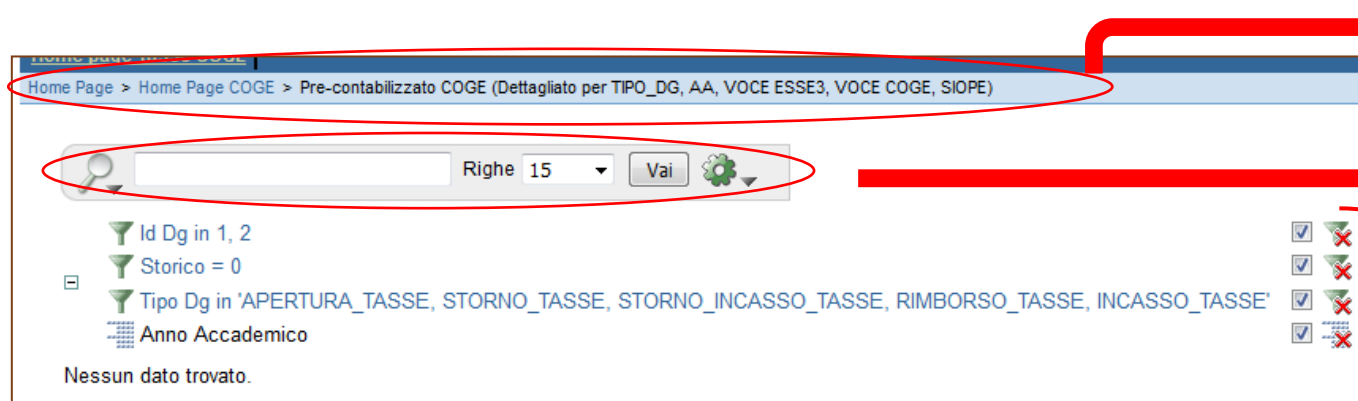 Home Page > Home Page COGE > Pre-contabilizzato COGE (Dettagliato per TIPO_DG, AA, VOCE ESSE3, VOCE COGE, SIOPE)
Righe 15 Vai
Id Dg in 1, 2
Storico = 0
Tipo Dg in 'APERTURA_TASSE, STORNO_TASSE, STORNO_INCASSO_TASSE, RIMBORSO_TASSE, INCASSO_TASSE'
Anno Accademico
Nessun dato trovato.